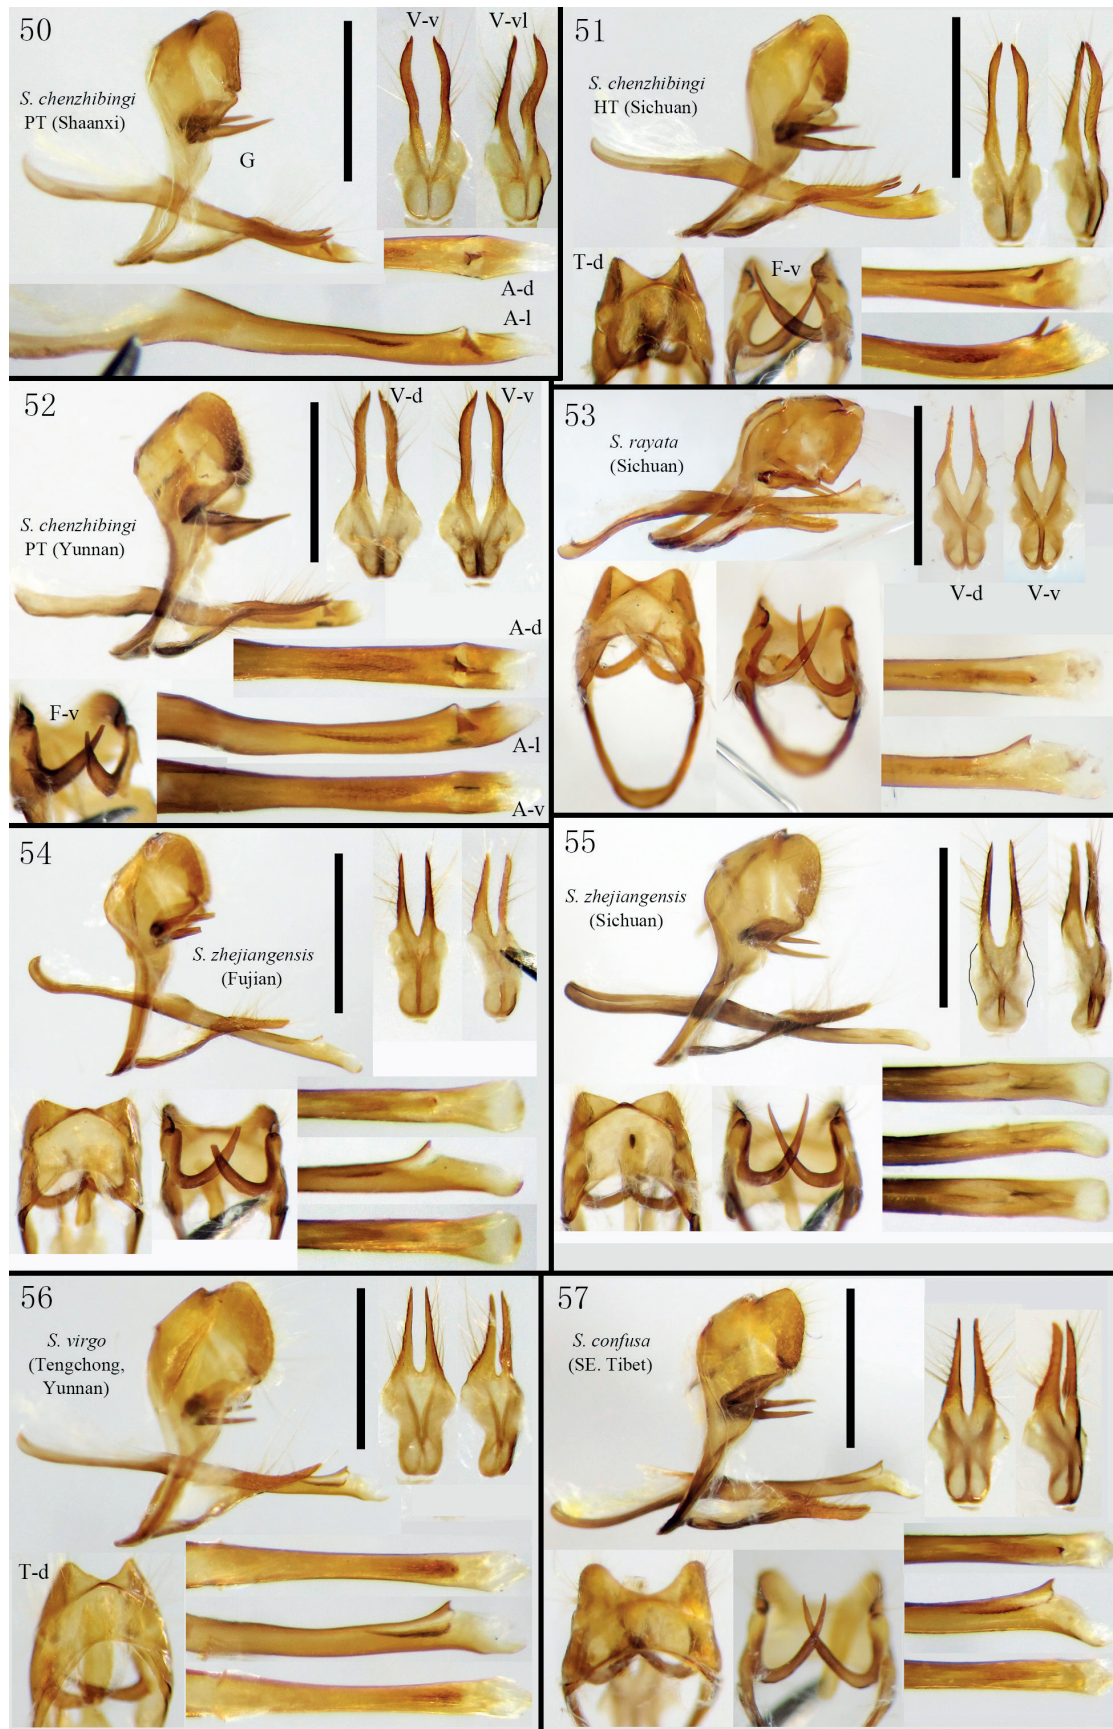 50
S. chenzhibingi
PT (Shaanxi)
G
V-v
V-vl
A-d
A-l
51
S. chenzhibingi
HT (Sichuan)
T-d
F-v
52
S. chenzhibingi
PT (Yunnan)
V-d
V-v
F-v
A-d
A-l
A-v
53
S. rayata
(Sichuan)
V-d
V-v
54
S. zhejiangensis
(Fujian)
55
S. zhejiangensis
(Sichuan)
56
S. virgo
(Tengchong,
Yunnan)
T-d
57
S. confusa
(SE. Tibet)